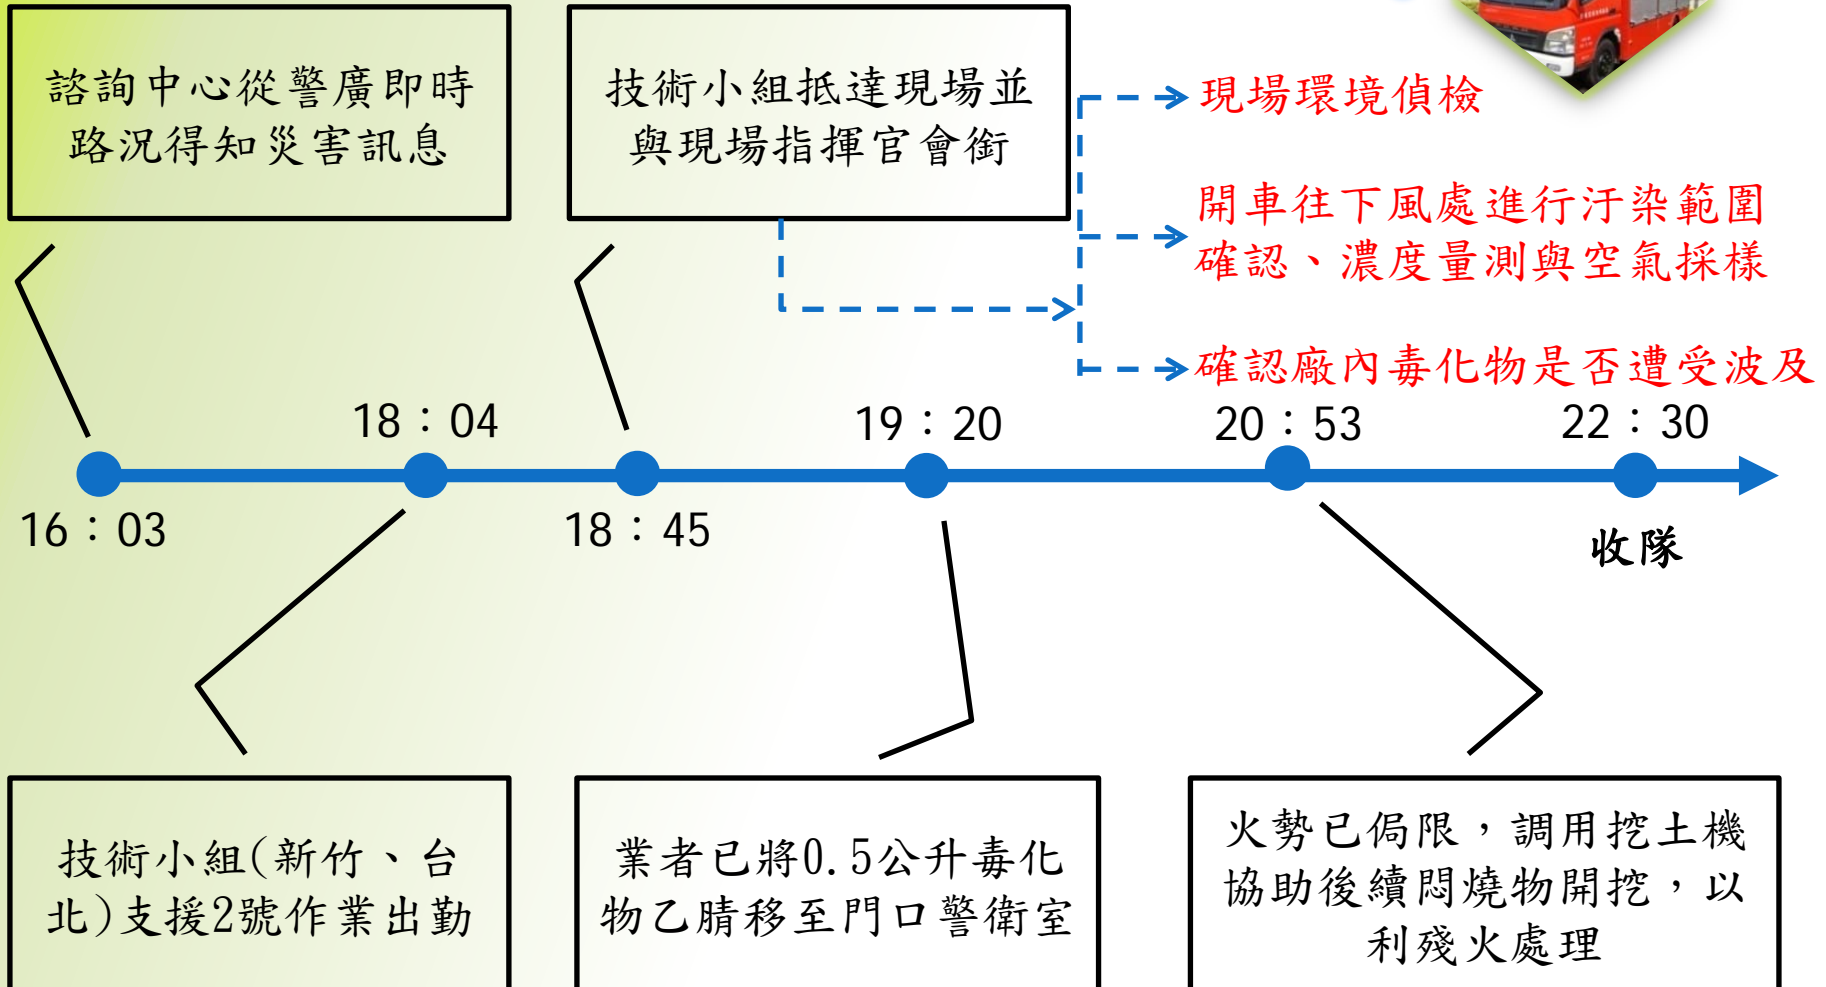 諮詢中心從警廣即時
路況得知災害訊息
技術小組抵達現場並
與現場指揮官會銜
現場環境偵檢
開車往下風處進行汙染範圍
確認、濃度量測與空氣採樣
確認廠內毒化物是否遭受波及
18：04
19：20
20：53
22：30
16：03
18：45
收隊
技術小組(新竹、台
北)支援2號作業出勤
業者已將0.5公升毒化
物乙腈移至門口警衛室
火勢已侷限，調用挖土機
協助後續悶燒物開挖，以
利殘火處理